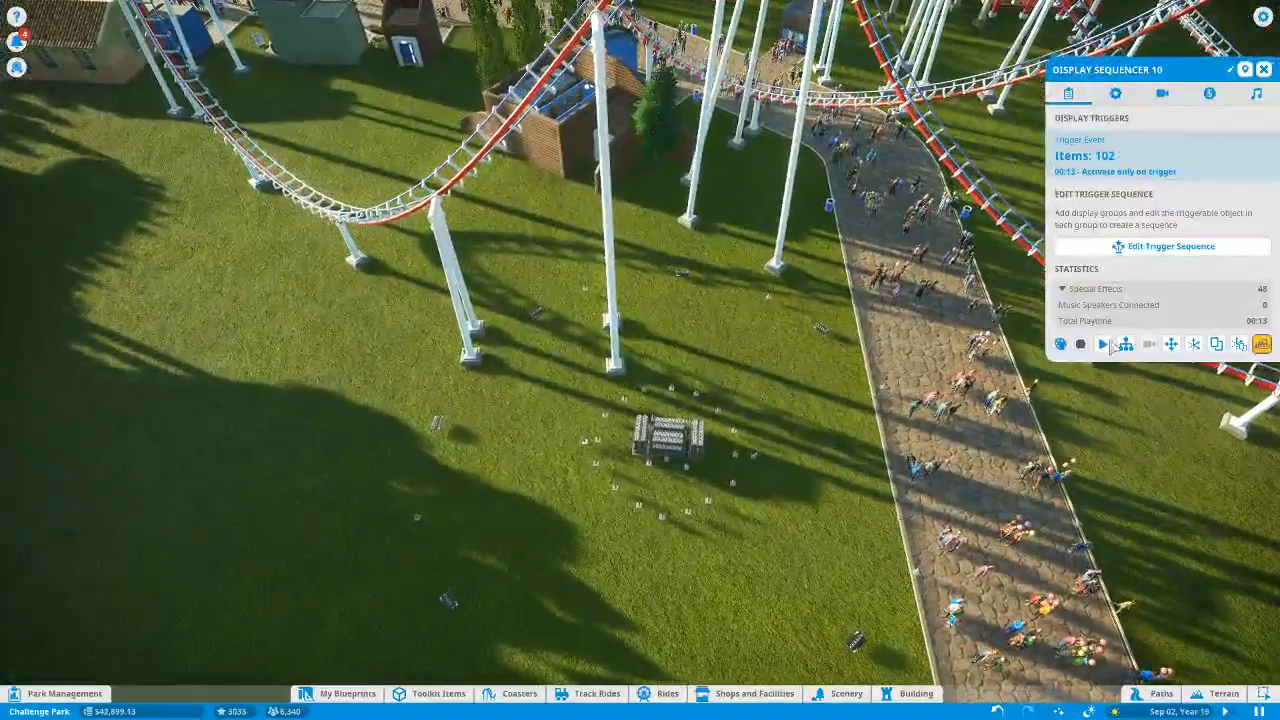 ?
4
DISPLAY SEQUENCER 10
DISPLAY TRIGGERS
Trigger Event
Items: 102
00:13 - Activate only on trigger
EDIT TRIGGER SEQUENCE
Add display groups and edit the triggerable object in
each group to create a sequence
Edit Trigger Sequence
STATISTICS
Special Effects 48
Music Speakers Connected 0
Total Playtime 00:13
Park Management
My Blueprints
Toolkit Items
Coasters
Track Rides
Rides
Shops and Facilities
Scenery
Building
Paths
Terrain
Challenge Park
$42,899.13
3033
6,340
Sep 02, Year 19